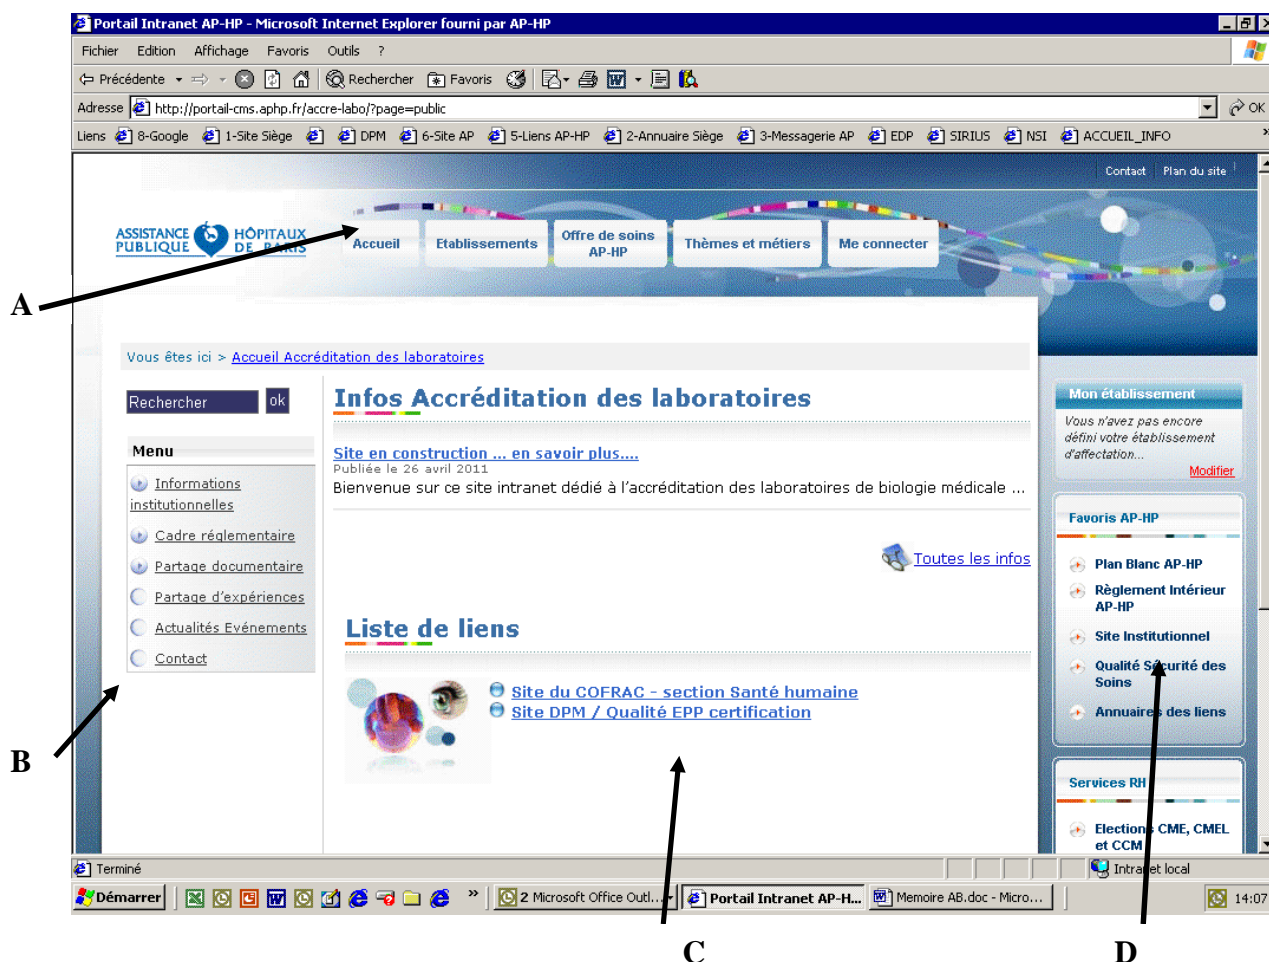 Portail Intranet AP-HP - Microsoft Internet Explorer fourni par AP-HP
Fichier Edition Affichage Favoris Outils ?
Précédente Rechercher Favoris
Adresse http://portail-cms.aphp.fr/accre-labo/?page=public OK
Liens 8-Google 1-Site Siège DPM 6-Site AP 5-Liens AP-HP 2-Annuaire Siège 3-Messagerie AP EDP SIRIUS NSI ACCUEIL_INFO »
Contact Plan du site
ASSISTANCE PUBLIQUE HÔPITAUX DE PARIS
Accueil Etablissements Offre de soins AP-HP Thèmes et métiers Me connecter
A
Vous êtes ici > Accueil Accréditation des laboratoires
Rechercher ok
Menu
Informations
institutionnelles
Cadre réglementaire
Partage documentaire
Partage d'expériences
Actualités Evénements
Contact
B
Infos Accréditation des laboratoires
Site en construction ... en savoir plus....
Publiée le 26 avril 2011
Bienvenue sur ce site intranet dédié à l'accréditation des laboratoires de biologie médicale ...
Toutes les infos
Liste de liens
Site du COFRAC - section Santé humaine
Site DPM / Qualité EPP certification
Mon établissement
Vous n'avez pas encore
défini votre établissement
d'affectation...
Modifier
Favoris AP-HP
Plan Blanc AP-HP
Règlement Intérieur
AP-HP
Site Institutionnel
Qualité Sécurité des
Soins
Annuaires des liens
Services RH
Elections CME, CMEL
et CCM
Terminé Intranet local
Démarrer » 2 Microsoft Office Outl... Portail Intranet AP-H... Memoire AB.doc - Micro... 14:07
C D